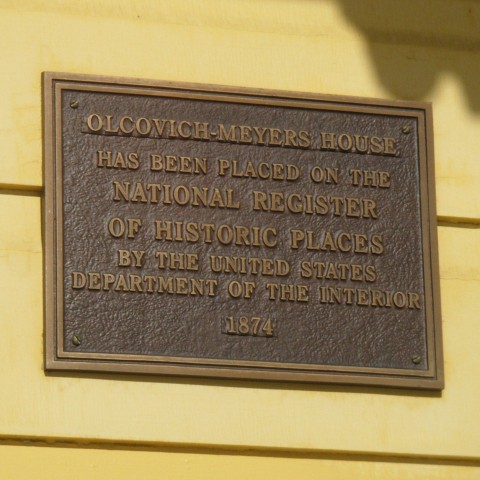 OLCOVICH-MEYERS HOUSE
HAS BEEN PLACED ON THE
NATIONAL REGISTER
OF HISTORIC PLACES
BY THE UNITED STATES
DEPARTMENT OF THE INTERIOR
1874